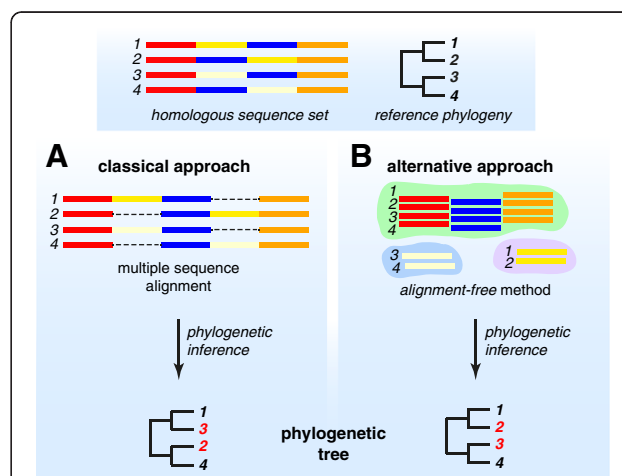 1
2
3
4
homologous sequence set
1
2
3
4
reference phylogeny
A
classical approach
1
2
3
4
multiple sequence
alignment
phylogenetic
inference
1
3
2
4
B
alternative approach
1
2
3
4
3
4
1
2
alignment-free method
phylogenetic
inference
1
2
3
4
phylogenetic
tree